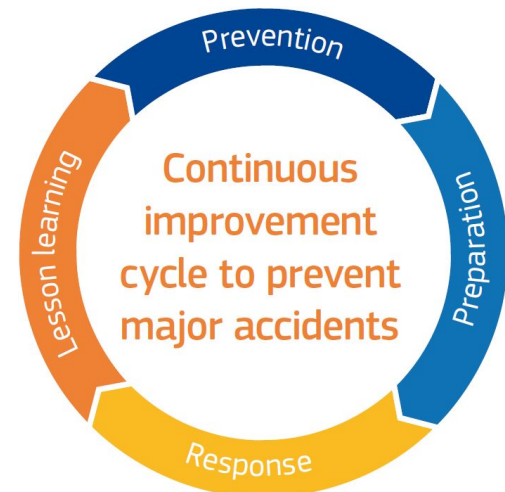 Prevention
Preparation
Response
Lesson learning
Continuous
improvement
cycle to prevent
major accidents